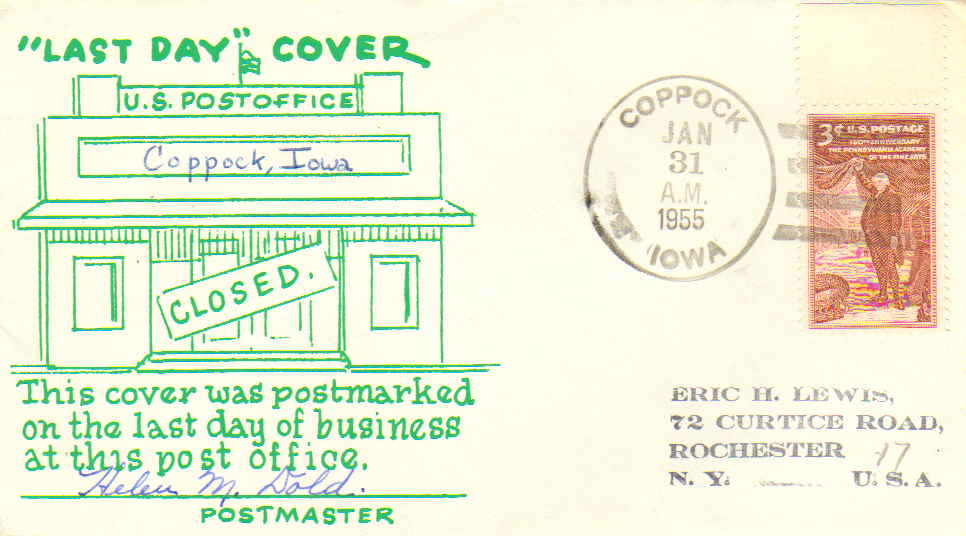 "LAST DAY" COVER
U.S. POSTOFFICE
Coppock, Iowa
CLOSED.
This cover was postmarked
on the last day of business
at this post office.
Helen M. Dold.
POSTMASTER
COPPOCK
JAN
31
A.M.
1955
IOWA
3¢ U.S. POSTAGE
150TH ANNIVERSARY
THE PENNSYLVANIA ACADEMY
OF THE FINE ARTS
ERIC H. LEWIS,
72 CURTICE ROAD,
ROCHESTER 17
N. Y. U. S. A.